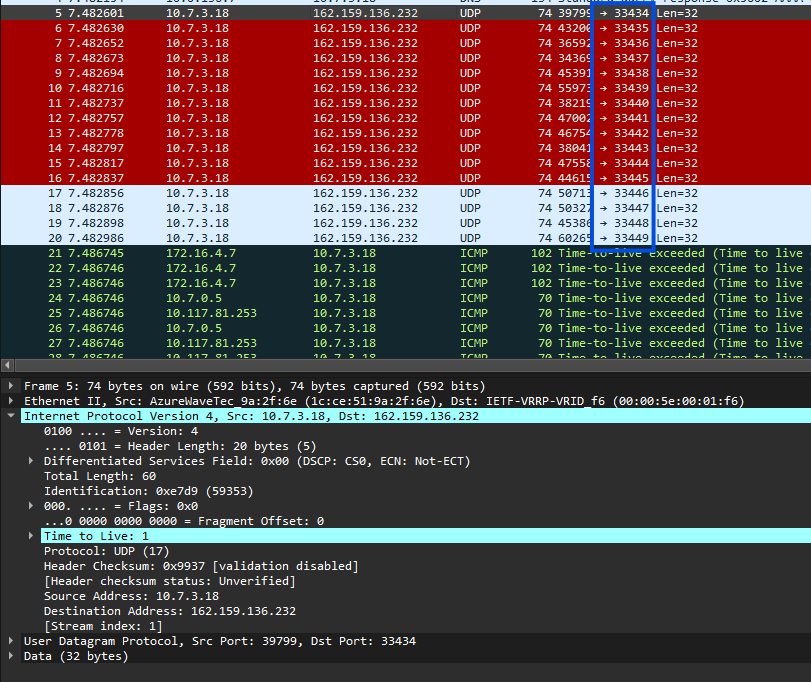 5 7.482601 10.7.3.18 162.159.136.232 UDP 74 39799 → 33434 Len=32
6 7.482630 10.7.3.18 162.159.136.232 UDP 74 43206 → 33435 Len=32
7 7.482652 10.7.3.18 162.159.136.232 UDP 74 36592 → 33436 Len=32
8 7.482673 10.7.3.18 162.159.136.232 UDP 74 34369 → 33437 Len=32
9 7.482694 10.7.3.18 162.159.136.232 UDP 74 45391 → 33438 Len=32
10 7.482716 10.7.3.18 162.159.136.232 UDP 74 55973 → 33439 Len=32
11 7.482737 10.7.3.18 162.159.136.232 UDP 74 38219 → 33440 Len=32
12 7.482757 10.7.3.18 162.159.136.232 UDP 74 47002 → 33441 Len=32
13 7.482778 10.7.3.18 162.159.136.232 UDP 74 46754 → 33442 Len=32
14 7.482797 10.7.3.18 162.159.136.232 UDP 74 38041 → 33443 Len=32
15 7.482817 10.7.3.18 162.159.136.232 UDP 74 47558 → 33444 Len=32
16 7.482837 10.7.3.18 162.159.136.232 UDP 74 44615 → 33445 Len=32
17 7.482856 10.7.3.18 162.159.136.232 UDP 74 50713 → 33446 Len=32
18 7.482876 10.7.3.18 162.159.136.232 UDP 74 50327 → 33447 Len=32
19 7.482898 10.7.3.18 162.159.136.232 UDP 74 45386 → 33448 Len=32
20 7.482986 10.7.3.18 162.159.136.232 UDP 74 60265 → 33449 Len=32
21 7.486745 172.16.4.7 10.7.3.18 ICMP 102 Time-to-live exceeded (Time to live
22 7.486746 172.16.4.7 10.7.3.18 ICMP 102 Time-to-live exceeded (Time to live
23 7.486746 172.16.4.7 10.7.3.18 ICMP 102 Time-to-live exceeded (Time to live
24 7.486746 10.7.0.5 10.7.3.18 ICMP 70 Time-to-live exceeded (Time to live
25 7.486746 10.117.81.253 10.7.3.18 ICMP 70 Time-to-live exceeded (Time to live
26 7.486746 10.7.0.5 10.7.3.18 ICMP 70 Time-to-live exceeded (Time to live
27 7.486746 10.117.81.253 10.7.3.18 ICMP 70 Time-to-live exceeded (Time to live
28 7.486746 10.117.81.253 10.7.3.18 ICMP 70 Time-to-live exceeded (Time to live
Frame 5: 74 bytes on wire (592 bits), 74 bytes captured (592 bits)
Ethernet II, Src: AzureWaveTec_9a:2f:6e (1c:ce:51:9a:2f:6e), Dst: IETF-VRRP-VRID_f6 (00:00:5e:00:01:f6)
Internet Protocol Version 4, Src: 10.7.3.18, Dst: 162.159.136.232
0100 .... = Version: 4
.... 0101 = Header Length: 20 bytes (5)
Differentiated Services Field: 0x00 (DSCP: CS0, ECN: Not-ECT)
Total Length: 60
Identification: 0xe7d9 (59353)
000. .... = Flags: 0x0
...0 0000 0000 0000 = Fragment Offset: 0
Time to Live: 1
Protocol: UDP (17)
Header Checksum: 0x9937 [validation disabled]
[Header checksum status: Unverified]
Source Address: 10.7.3.18
Destination Address: 162.159.136.232
[Stream index: 1]
User Datagram Protocol, Src Port: 39799, Dst Port: 33434
Data (32 bytes)